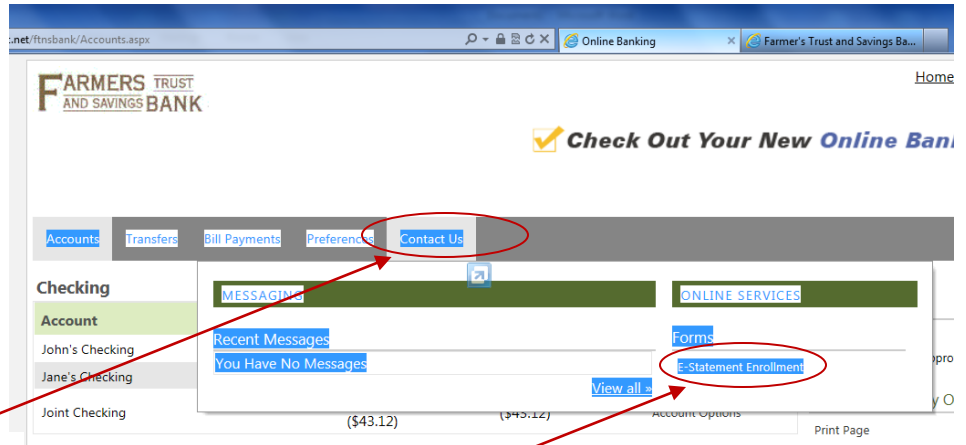 .net/ftnsbank/Accounts.aspx
Online Banking
Farmer's Trust and Savings Ba...
FARMERS TRUST
AND SAVINGS BANK
Home
Check Out Your New Online Ban
Accounts Transfers Bill Payments Preferences Contact Us
Checking
MESSAGING
ONLINE SERVICES
Account
Recent Messages
Forms
John's Checking
You Have No Messages
E-Statement Enrollment
Jane's Checking
View all »
Joint Checking
($43.12)
($43.12)
Account Options
Print Page